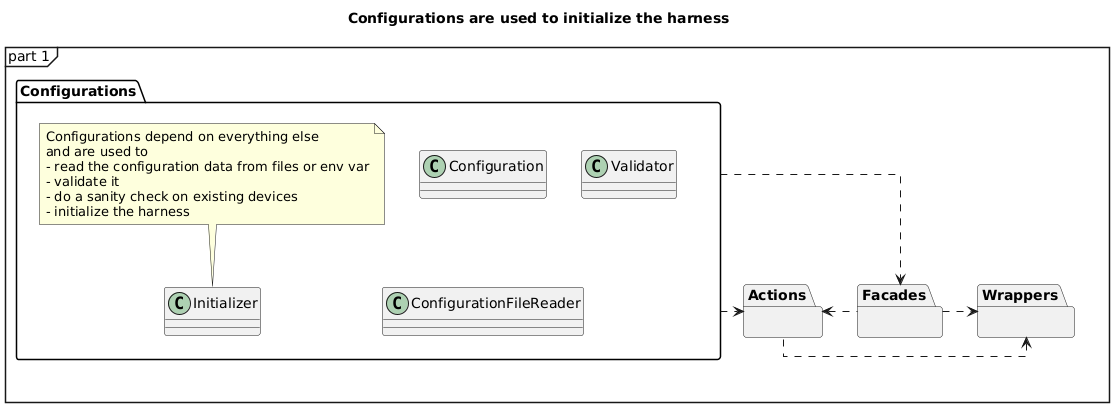 Configurations are used to initialize the harness
part 1
Configurations
Configurations depend on everything else
and are used to
- read the configuration data from files or env var
- validate it
- do a sanity check on existing devices
- initialize the harness
C Configuration
C Validator
C Initializer
C ConfigurationFileReader
Actions
Facades
Wrappers